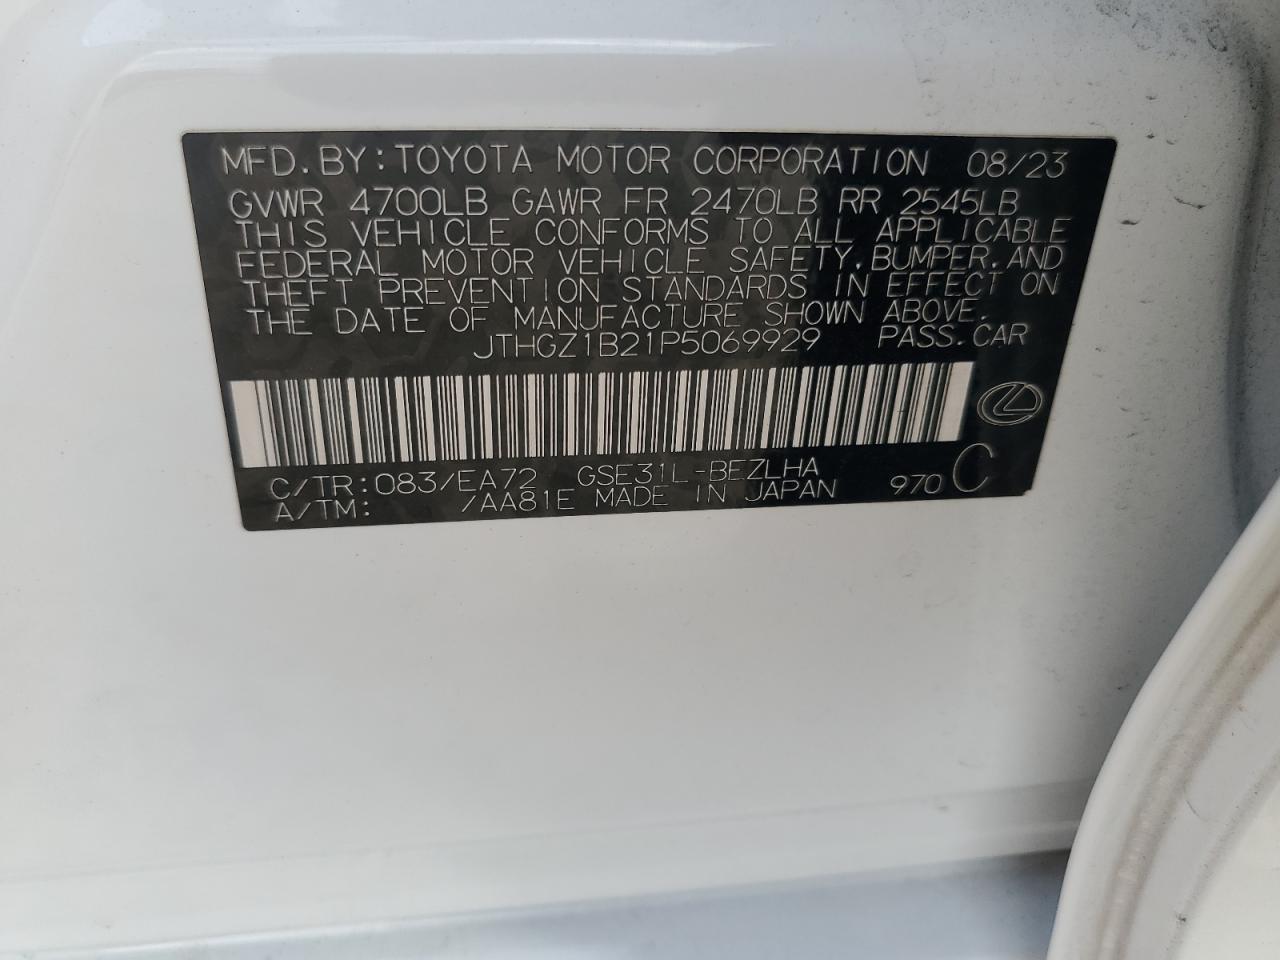 MFD.BY:TOYOTA MOTOR CORPORATION 08/23
GVWR 4700LB GAWR FR 2470LB RR 2545LB
THIS VEHICLE CONFORMS TO ALL APPLICABLE
FEDERAL MOTOR VEHICLE SAFETY,BUMPER,AND
THEFT PREVENTION STANDARDS IN EFFECT ON
THE DATE OF MANUFACTURE SHOWN ABOVE.
JTHGZ1B21P5069929 PASS.CAR
C/TR:083/EA72 GSE31L-BEZLHA
A/TM: /AA81E MADE IN JAPAN 970 C